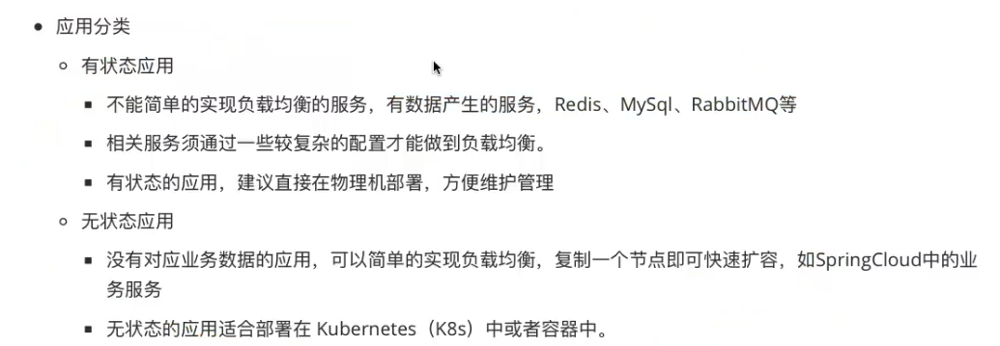 应用分类
有状态应用
不能简单的实现负载均衡的服务，有数据产生的服务，Redis、MySql、RabbitMQ等
相关服务须通过一些较复杂的配置才能做到负载均衡。
有状态的应用，建议直接在物理机部署，方便维护管理
无状态应用
没有对应业务数据的应用，可以简单的实现负载均衡，复制一个节点即可快速扩容，如SpringCloud中的业
务服务
无状态的应用适合部署在 Kubernetes（K8s）中或者容器中。